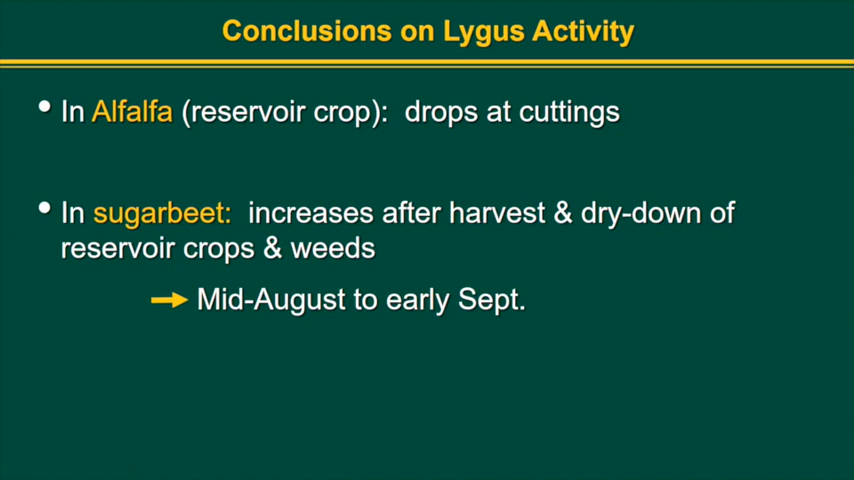 Conclusions on Lygus Activity
• In Alfalfa (reservoir crop): drops at cuttings
• In sugarbeet: increases after harvest & dry-down of
reservoir crops & weeds
→ Mid-August to early Sept.